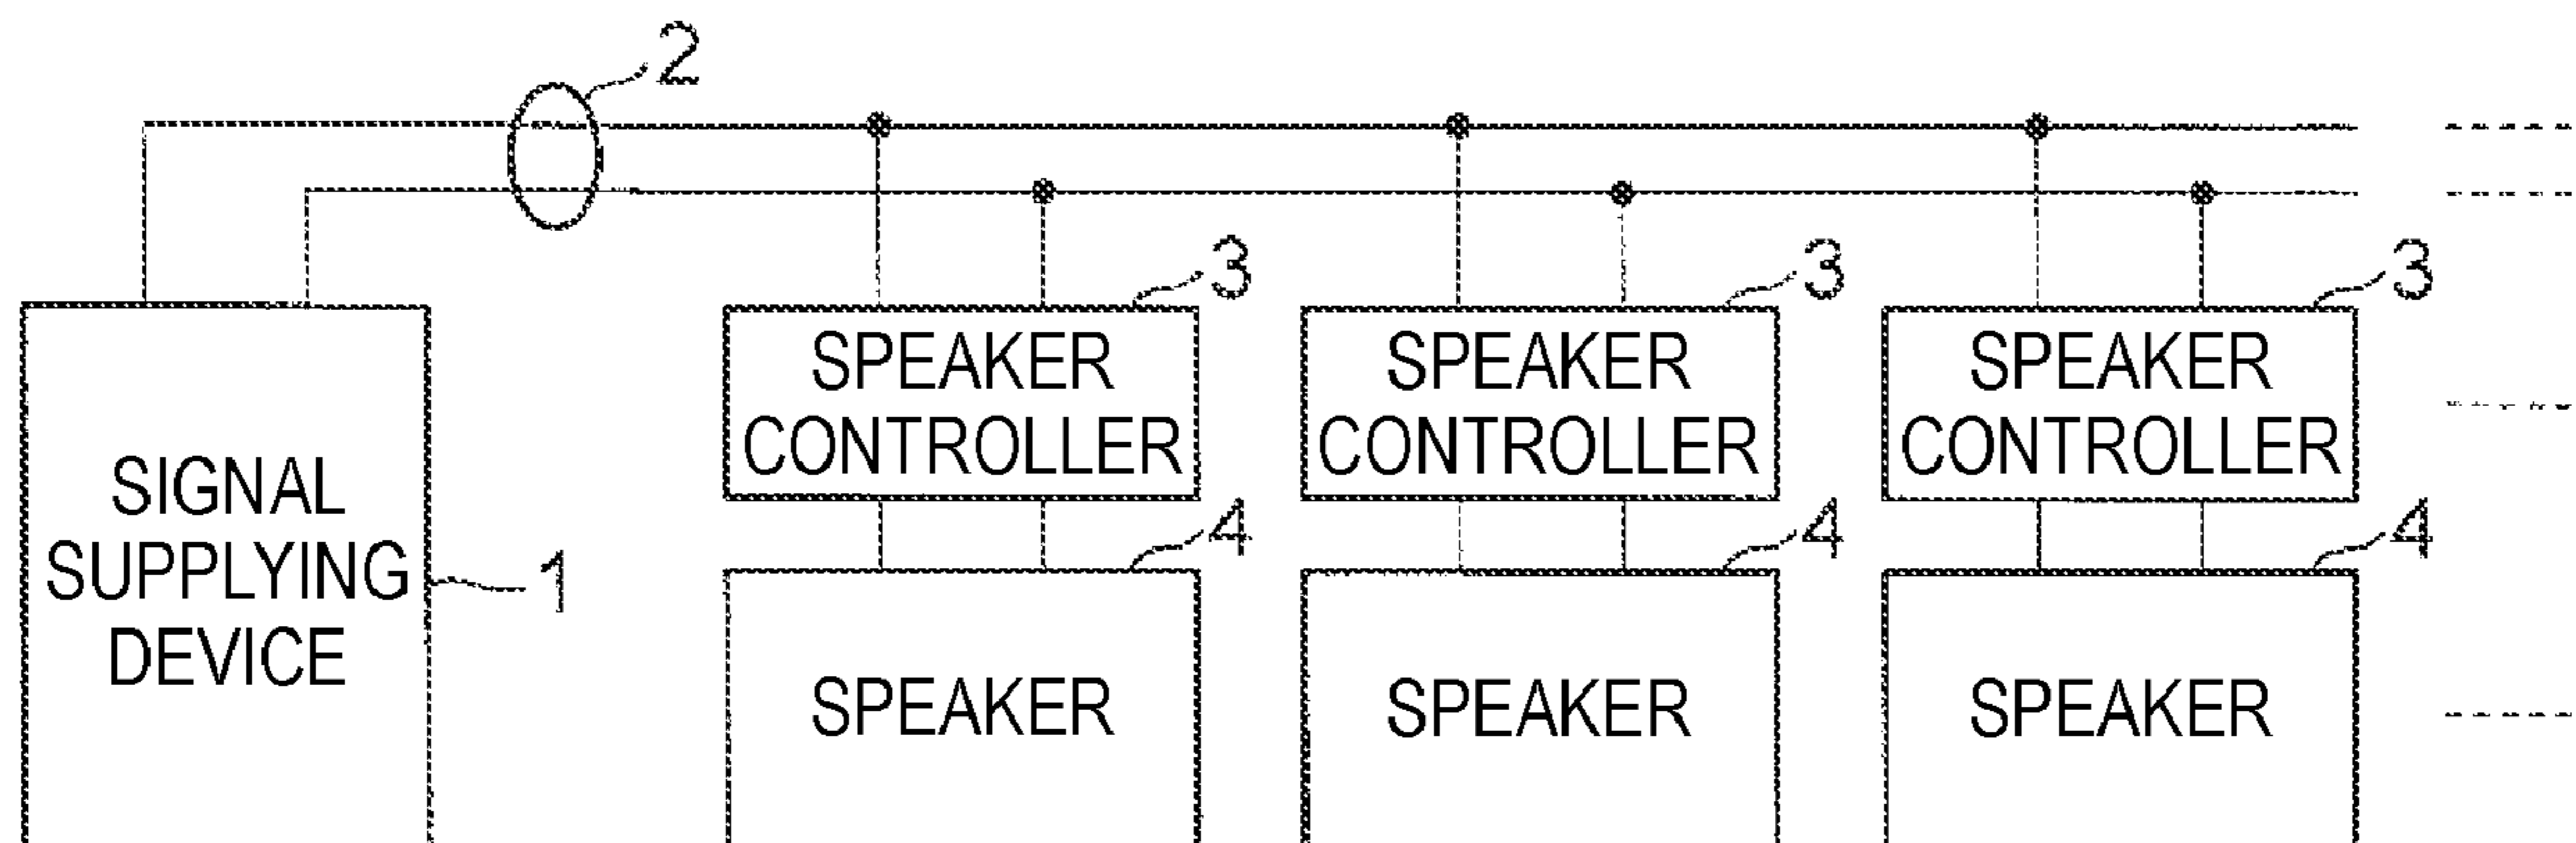 2
3
3
3
SPEAKER
CONTROLLER
SPEAKER
CONTROLLER
SPEAKER
CONTROLLER
SIGNAL
SUPPLYING
DEVICE
1
4
4
4
SPEAKER
SPEAKER
SPEAKER